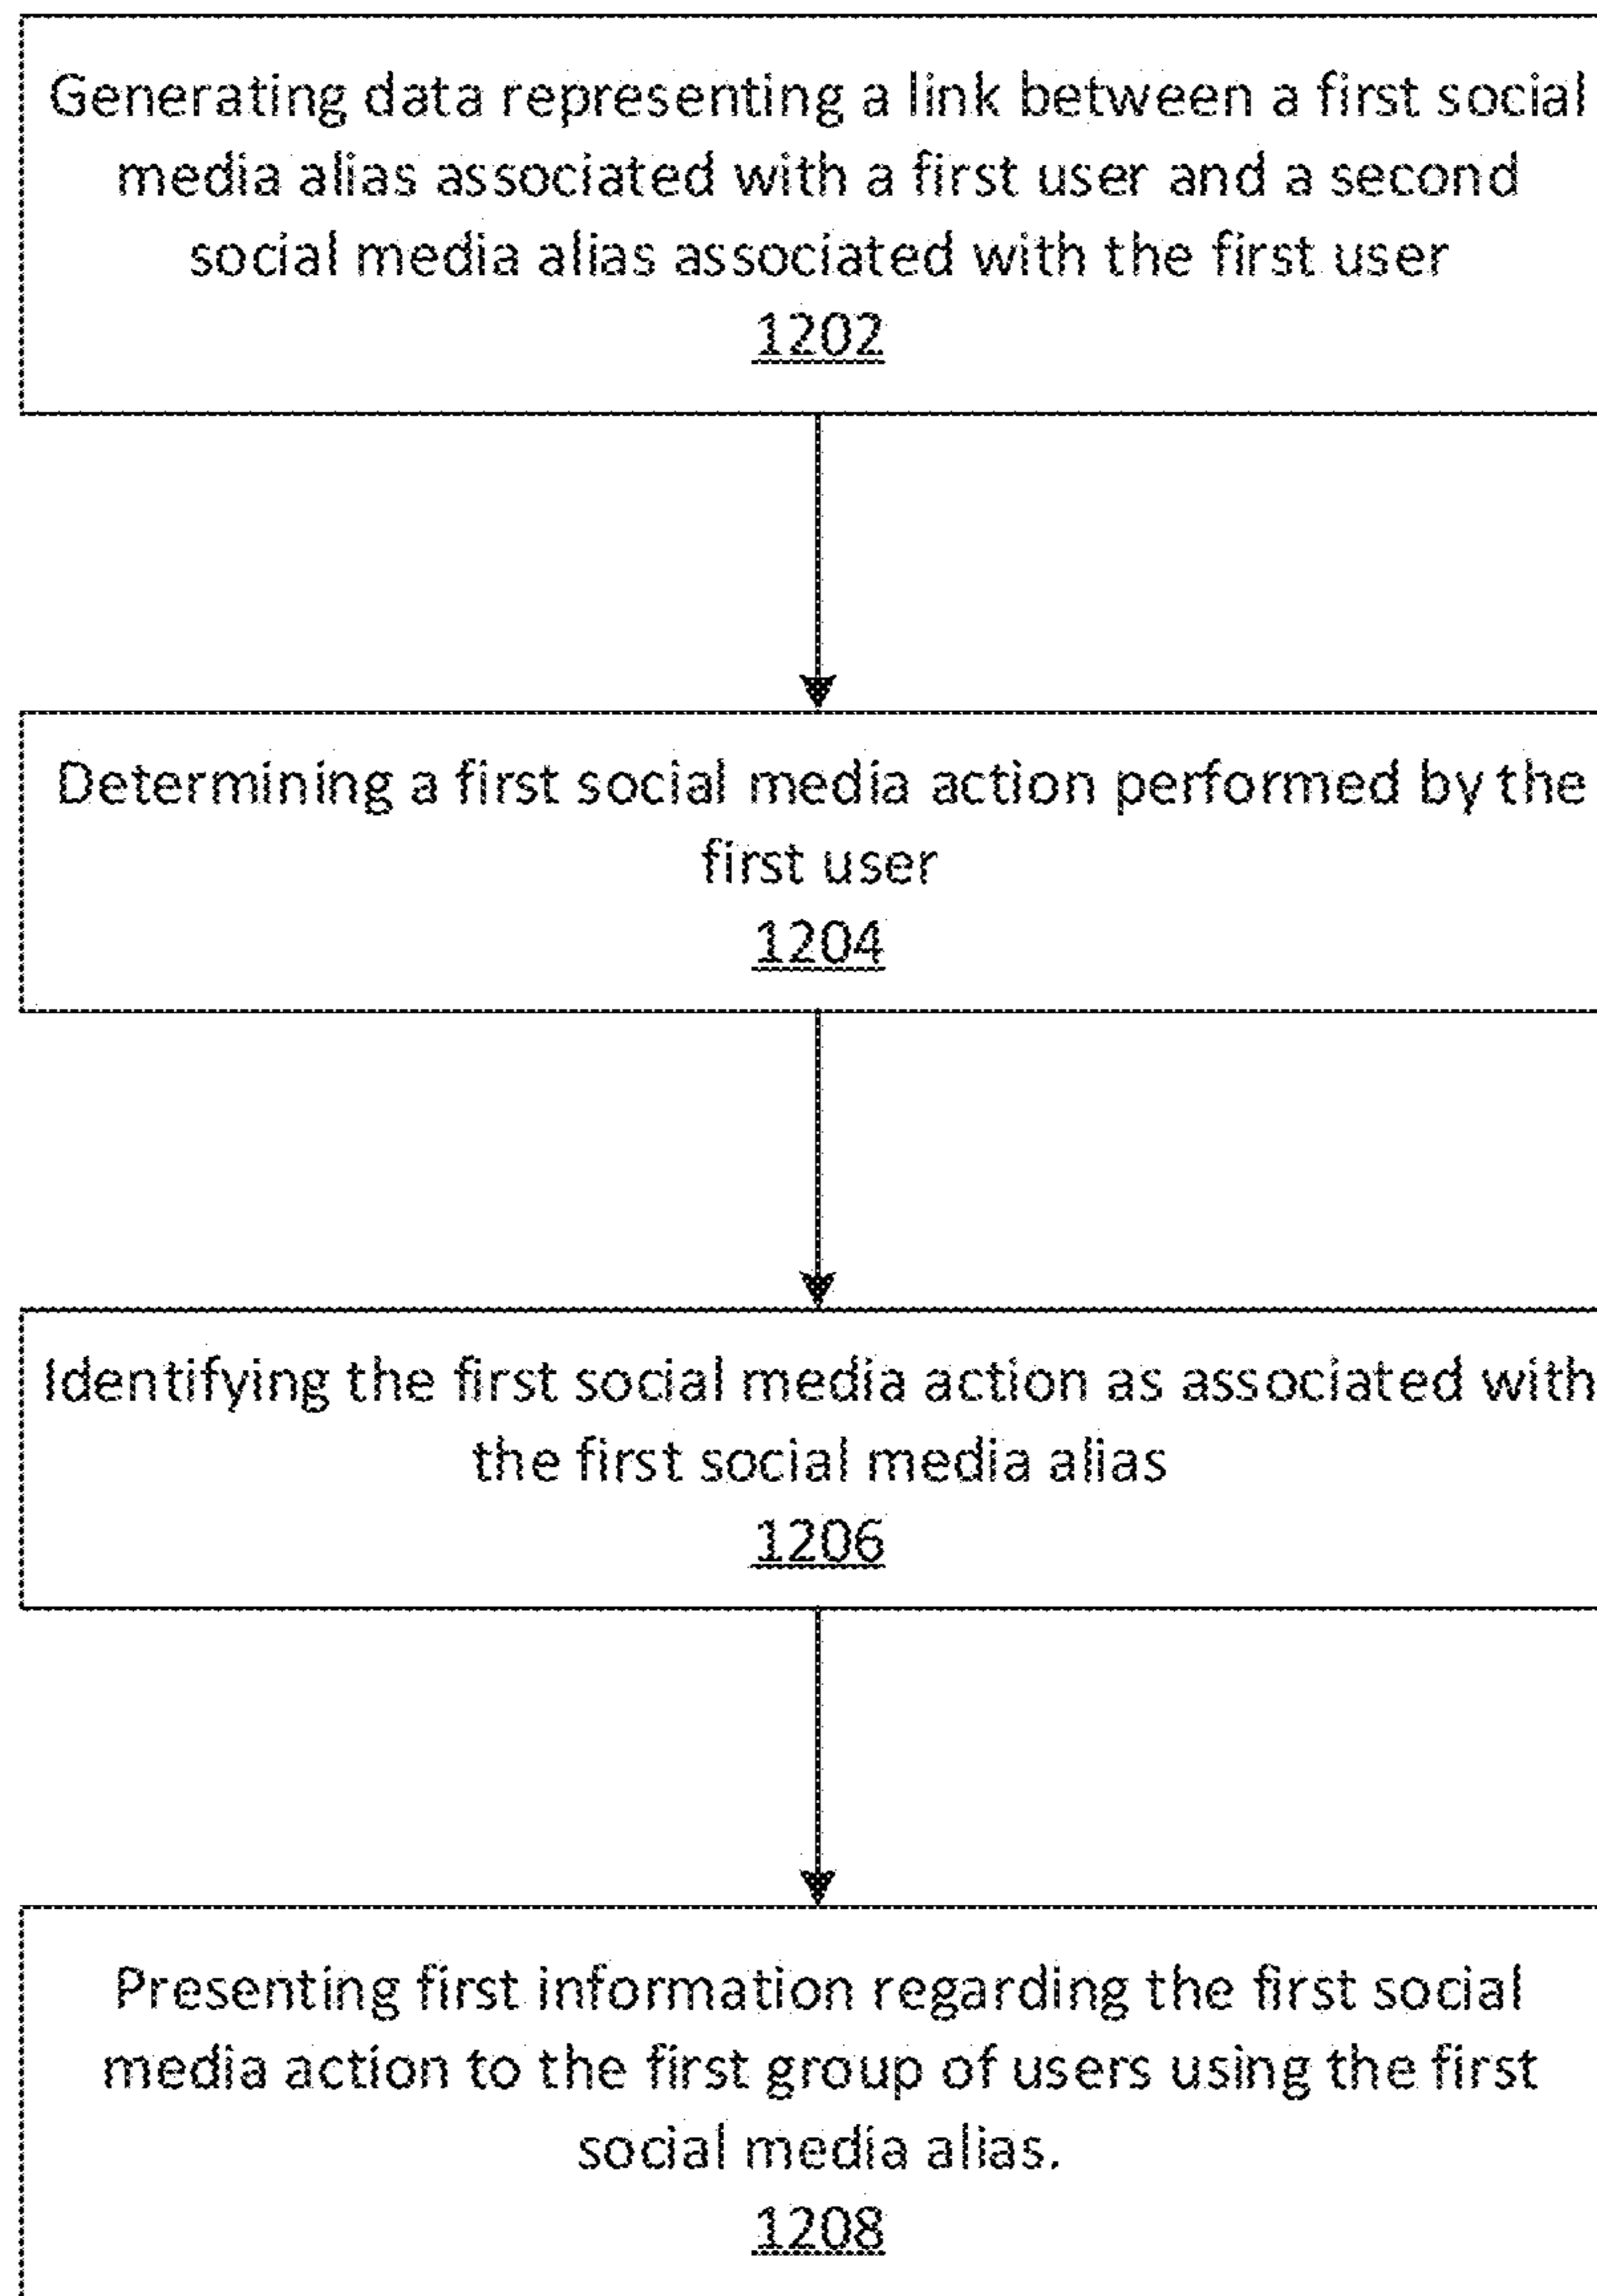 Generating data representing a link between a first social
media alias associated with a first user and a second
social media alias associated with the first user
1202
Determining a first social media action performed by the
first user
1204
Identifying the first social media action as associated with
the first social media alias
1206
Presenting first information regarding the first social
media action to the first group of users using the first
social media alias.
1208